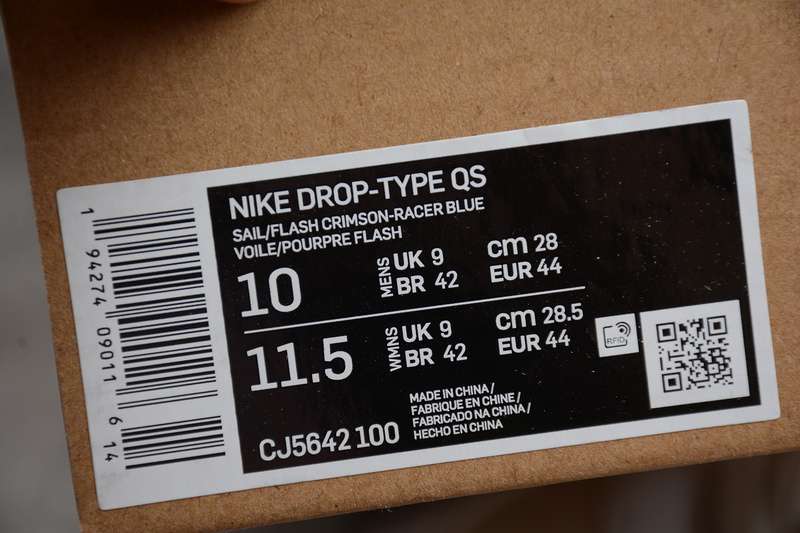 NIKE DROP-TYPE QS
SAIL/FLASH CRIMSON-RACER BLUE
VOILE/POURPRE FLASH
10 MENS UK 9 cm 28
BR 42 EUR 44
11.5 WMNS UK 9 cm 28.5
BR 42 EUR 44
RFID
CJ5642 100
MADE IN CHINA /
FABRIQUE EN CHINE /
FABRICADO NA CHINA /
HECHO EN CHINA
1 94274 09011 6 14